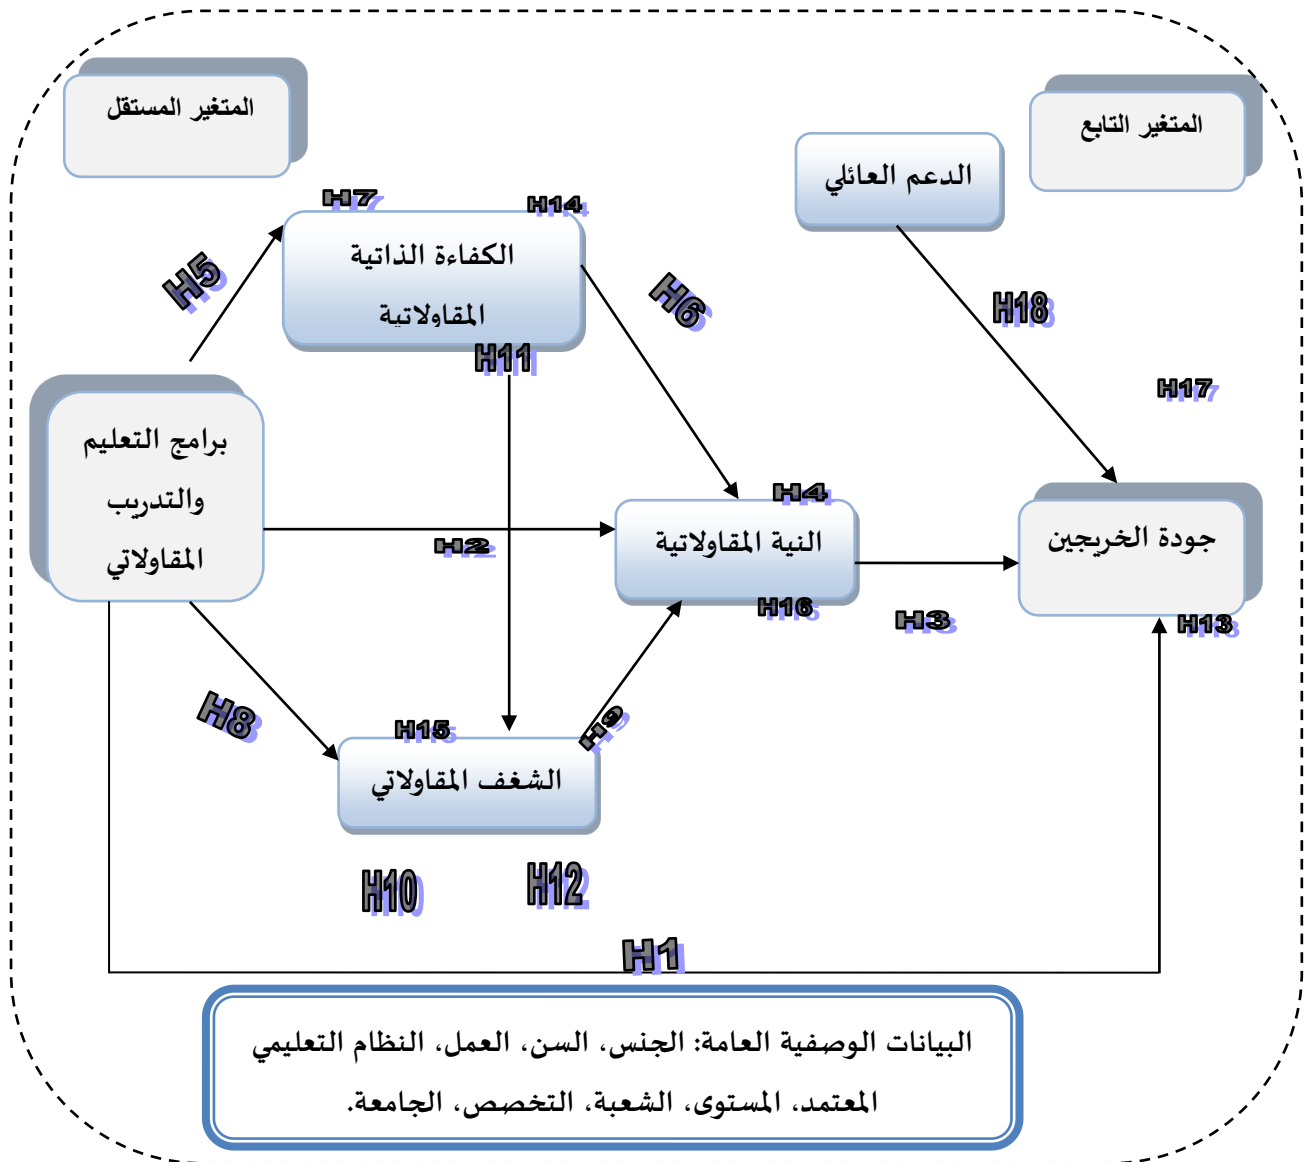 المتغير المستقل
المتغير التابع
الدعم العائلي
H7
H14
الكفاءة الذاتية
المقاولاتية
H5
H6
H18
H11
H17
برامج التعليم
والتدريب
المقاولاتي
H4
النية المقاولاتية
جودة الخريجين
H2
H16
H3
H13
H8
H15
H9
الشغف المقاولاتي
H10
H12
H1
البيانات الوصفية العامة: الجنس، السن، العمل، النظام التعليمي
المعتمد، المستوى، الشعبة، التخصص، الجامعة.